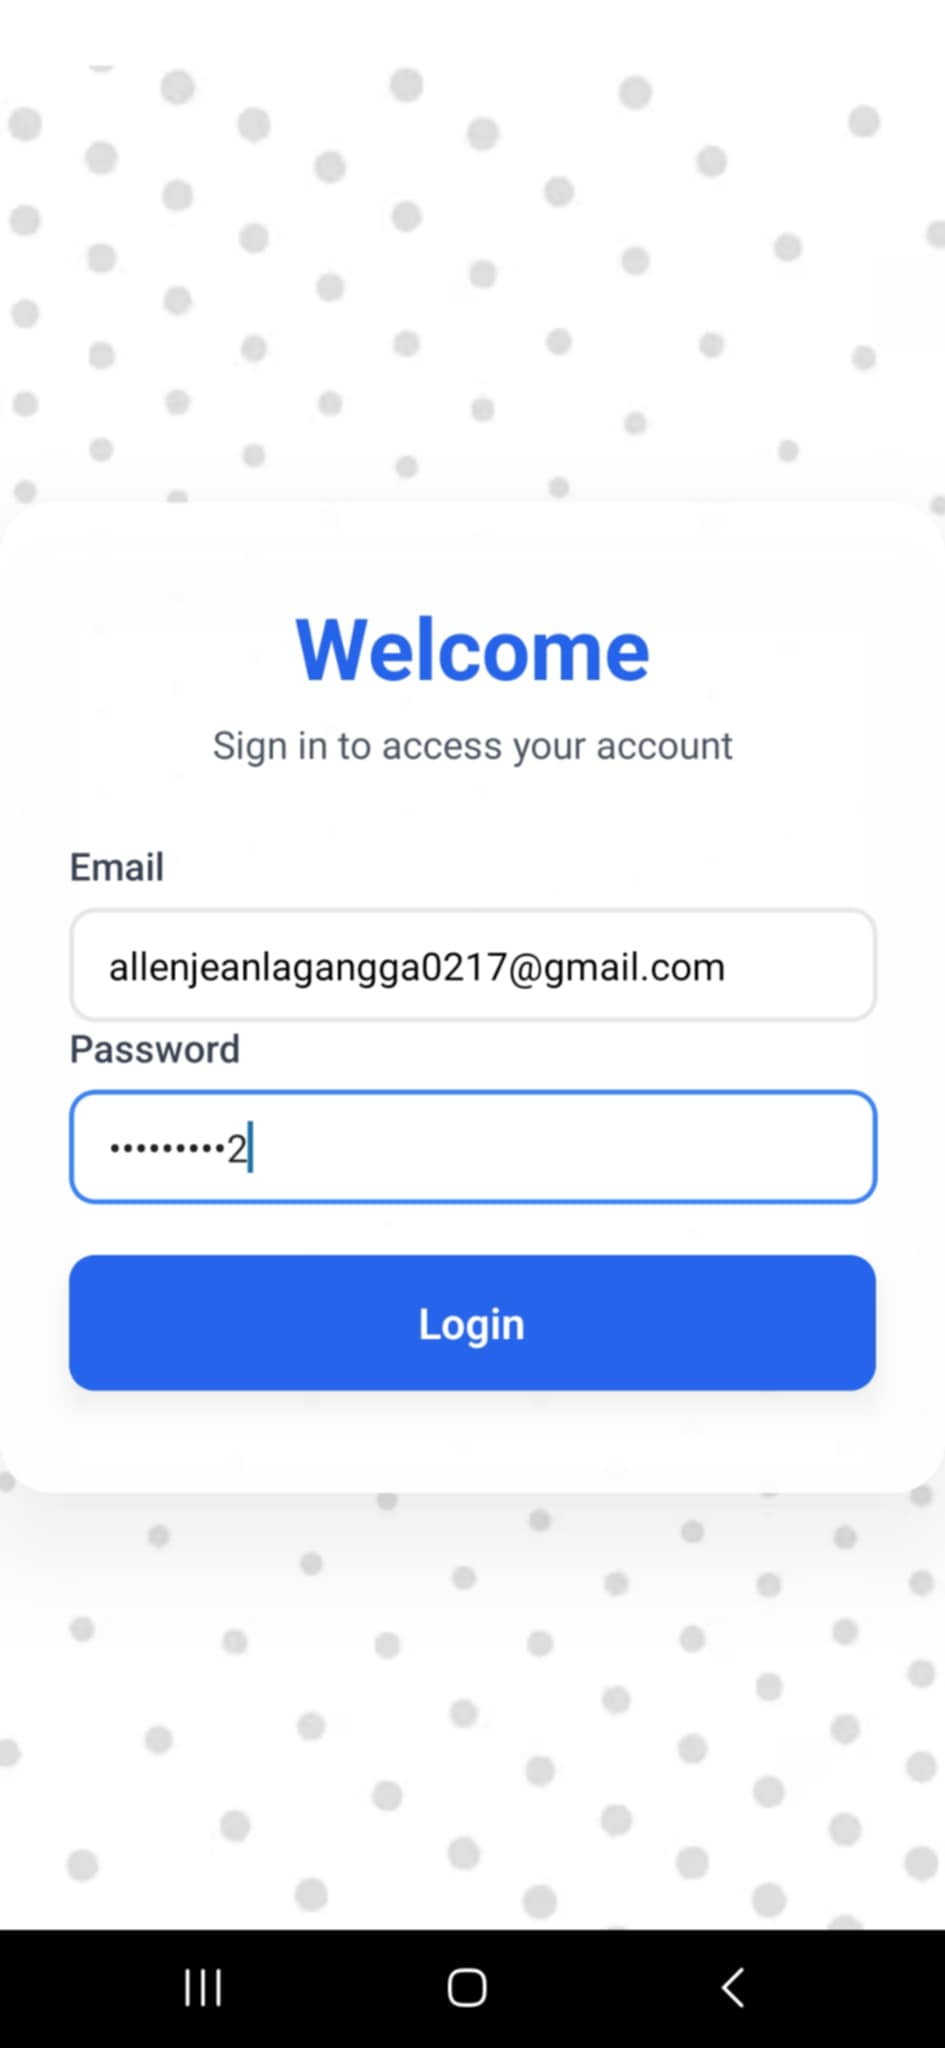 Welcome
Sign in to access your account
Email
allenjeanlagangga0217@gmail.com
Password
•••••••••2
Login